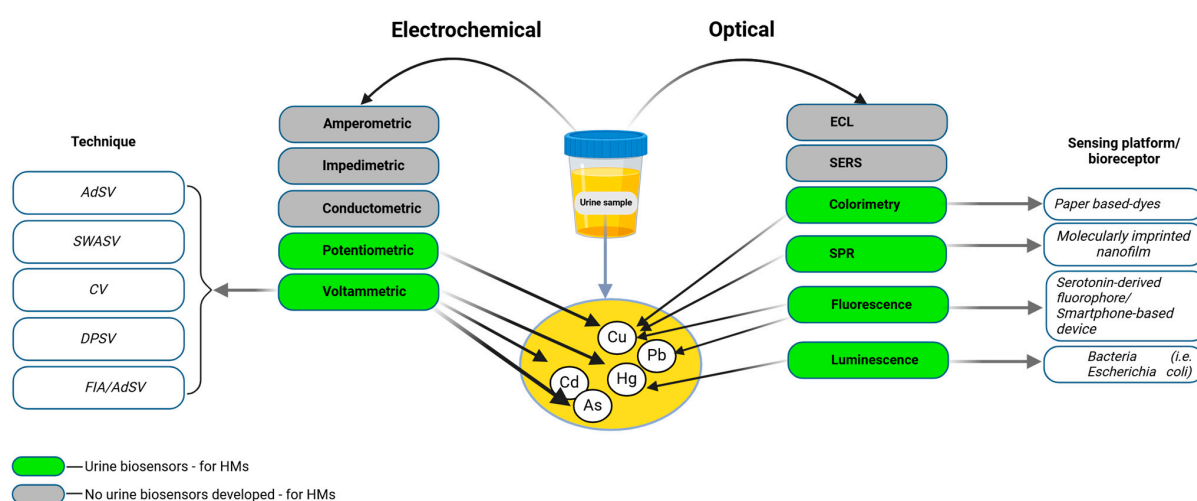 Electrochemical
Optical
Technique
AdSV
SWASV
CV
DPSV
FIA/AdSV
Amperometric
Impedimetric
Conductometric
Potentiometric
Voltammetric
Urine sample
Cu
Pb
Cd
Hg
As
ECL
SERS
Colorimetry
SPR
Fluorescence
Luminescence
Sensing platform/
bioreceptor
Paper based-dyes
Molecularly imprinted
nanofilm
Serotonin-derived
fluorophore/
Smartphone-based
device
Bacteria (i.e.
Escherichia coli)
Urine biosensors - for HMs
No urine biosensors developed - for HMs